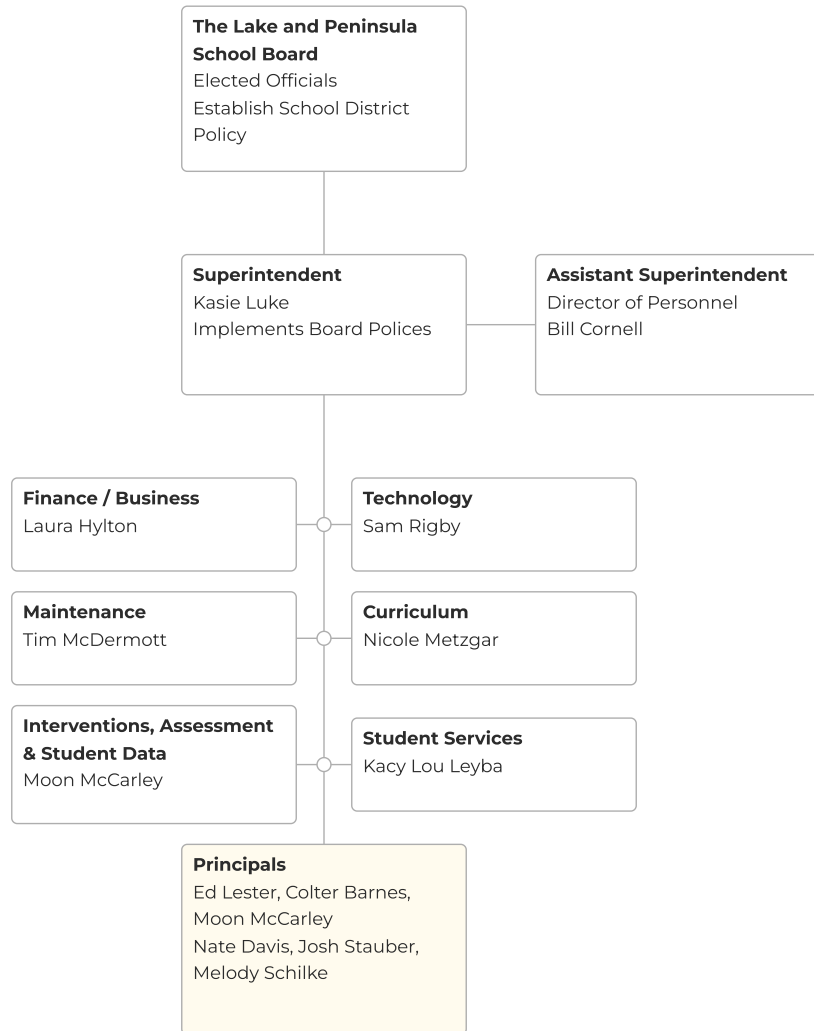 The Lake and Peninsula
School Board
Elected Officials
Establish School District
Policy
Superintendent
Kasie Luke
Implements Board Polices
Assistant Superintendent
Director of Personnel
Bill Cornell
Finance / Business
Laura Hylton
Technology
Sam Rigby
Maintenance
Tim McDermott
Curriculum
Nicole Metzgar
Interventions, Assessment
& Student Data
Moon McCarley
Student Services
Kacy Lou Leyba
Principals
Ed Lester, Colter Barnes,
Moon McCarley
Nate Davis, Josh Stauber,
Melody Schilke